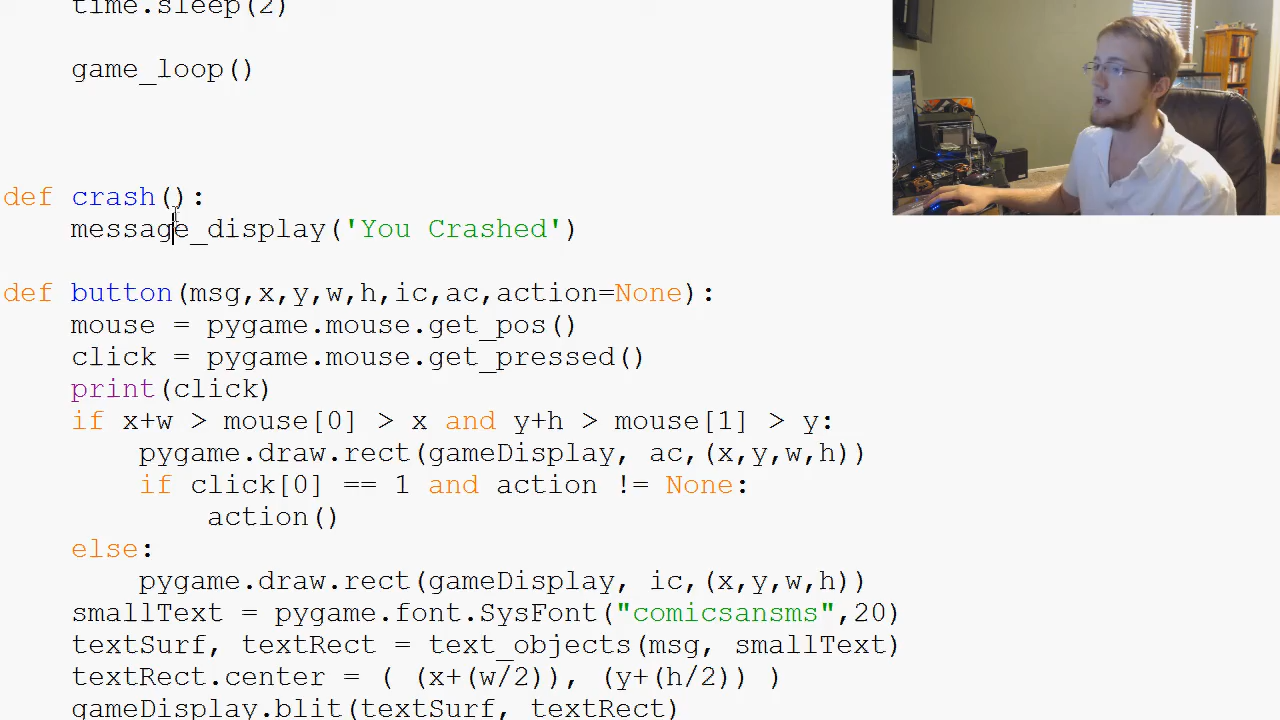 time.sleep(2)
game_loop()
def crash():
message_display('You Crashed')
def button(msg,x,y,w,h,ic,ac,action=None):
mouse = pygame.mouse.get_pos()
click = pygame.mouse.get_pressed()
print(click)
if x+w > mouse[0] > x and y+h > mouse[1] > y:
pygame.draw.rect(gameDisplay, ac,(x,y,w,h))
if click[0] == 1 and action != None:
action()
else:
pygame.draw.rect(gameDisplay, ic,(x,y,w,h))
smallText = pygame.font.SysFont("comicsansms",20)
textSurf, textRect = text_objects(msg, smallText)
textRect.center = ( (x+(w/2)), (y+(h/2)) )
gameDisplay.blit(textSurf, textRect)